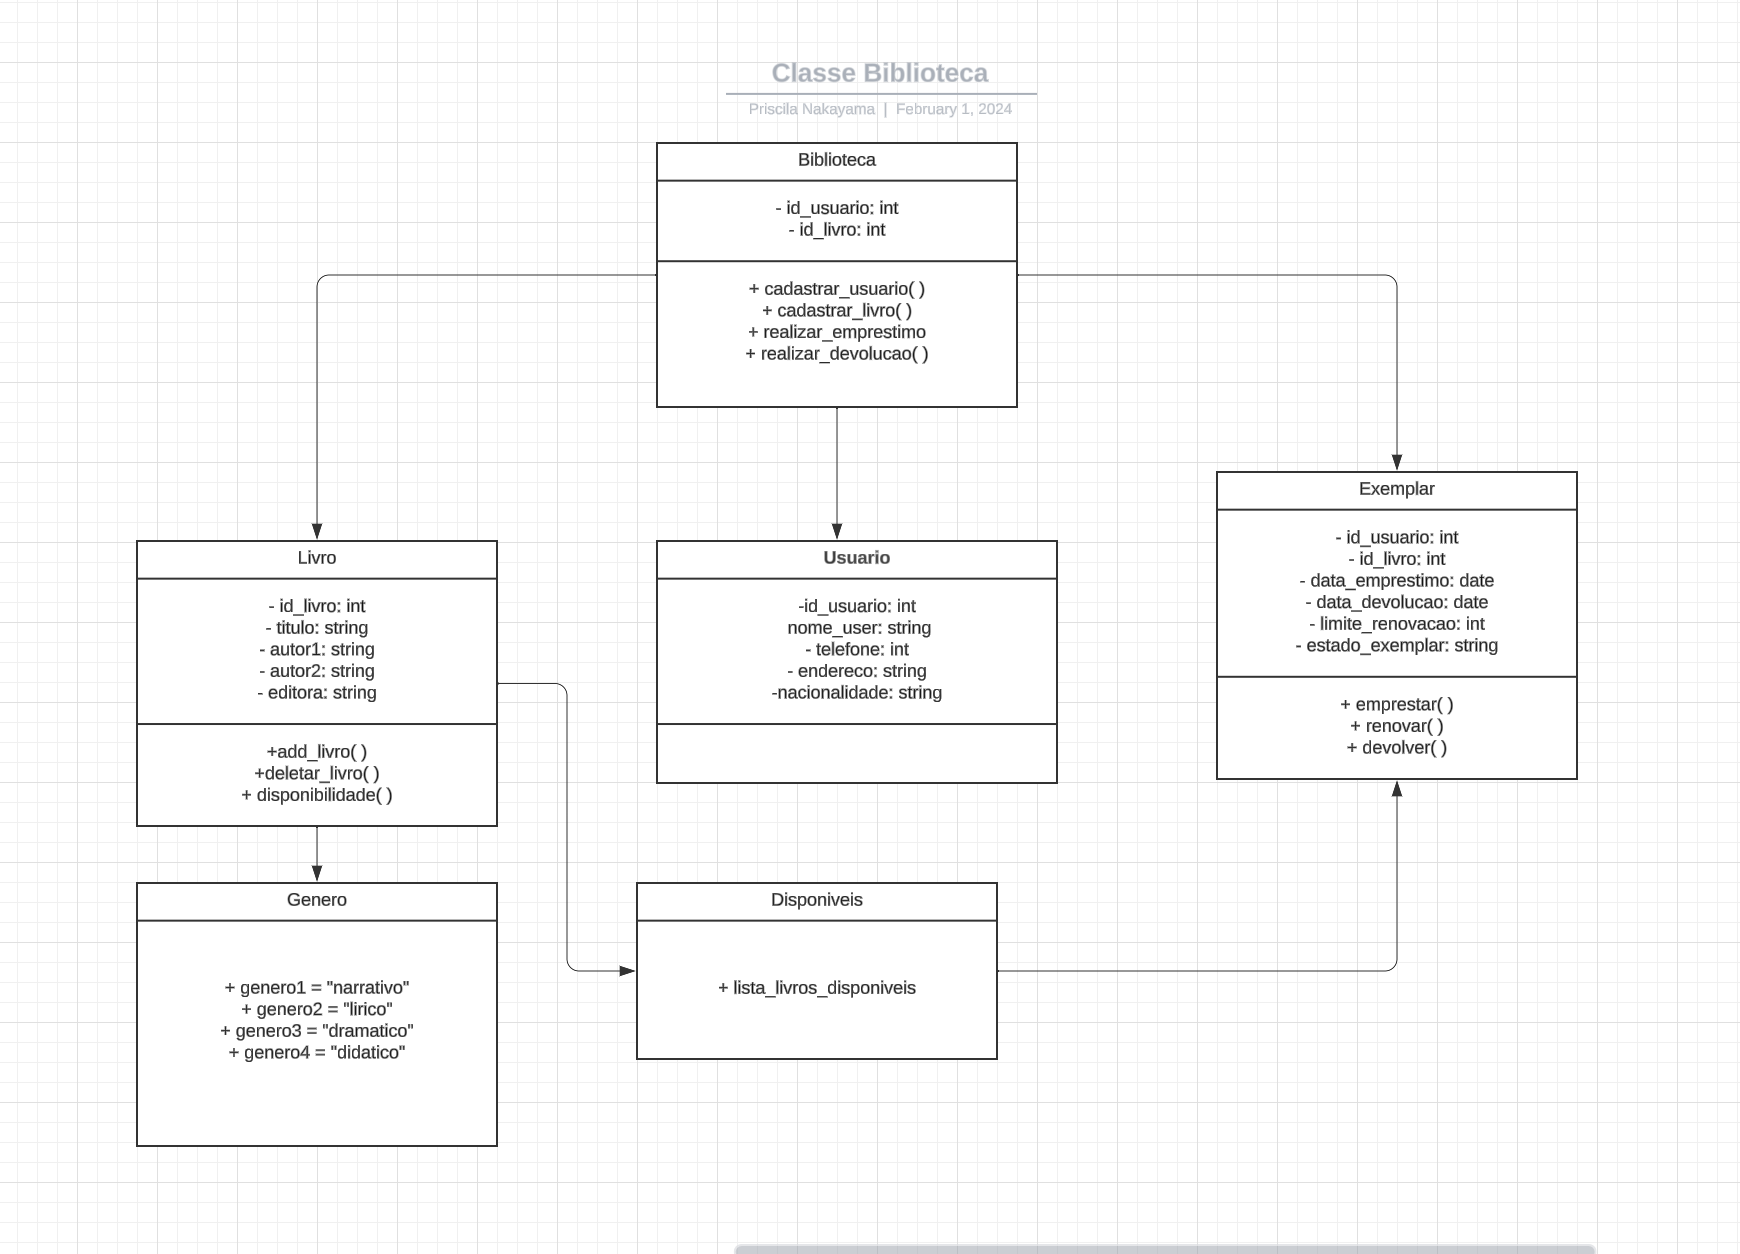 Classe Biblioteca
Priscila Nakayama | February 1, 2024
Biblioteca
- id_usuario: int
- id_livro: int
+ cadastrar_usuario( )
+ cadastrar_livro( )
+ realizar_emprestimo
+ realizar_devolucao( )
Livro
- id_livro: int
- titulo: string
- autor1: string
- autor2: string
- editora: string
+add_livro( )
+deletar_livro( )
+ disponibilidade( )
Usuario
-id_usuario: int
nome_user: string
- telefone: int
- endereco: string
-nacionalidade: string
Exemplar
- id_usuario: int
- id_livro: int
- data_emprestimo: date
- data_devolucao: date
- limite_renovacao: int
- estado_exemplar: string
+ emprestar( )
+ renovar( )
+ devolver( )
Genero
+ genero1 = "narrativo"
+ genero2 = "lirico"
+ genero3 = "dramatico"
+ genero4 = "didatico"
Disponiveis
+ lista_livros_disponiveis